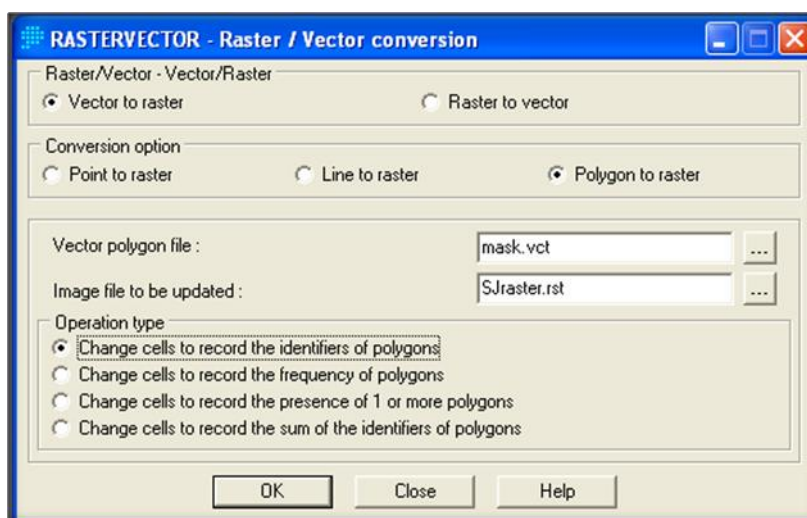 RASTERVECTOR - Raster / Vector conversion
Raster/Vector - Vector/Raster
Vector to raster Raster to vector
Conversion option
Point to raster Line to raster Polygon to raster
Vector polygon file : mask.vct ...
Image file to be updated : SJraster.rst ...
Operation type
Change cells to record the identifiers of polygons
Change cells to record the frequency of polygons
Change cells to record the presence of 1 or more polygons
Change cells to record the sum of the identifiers of polygons
OK Close Help